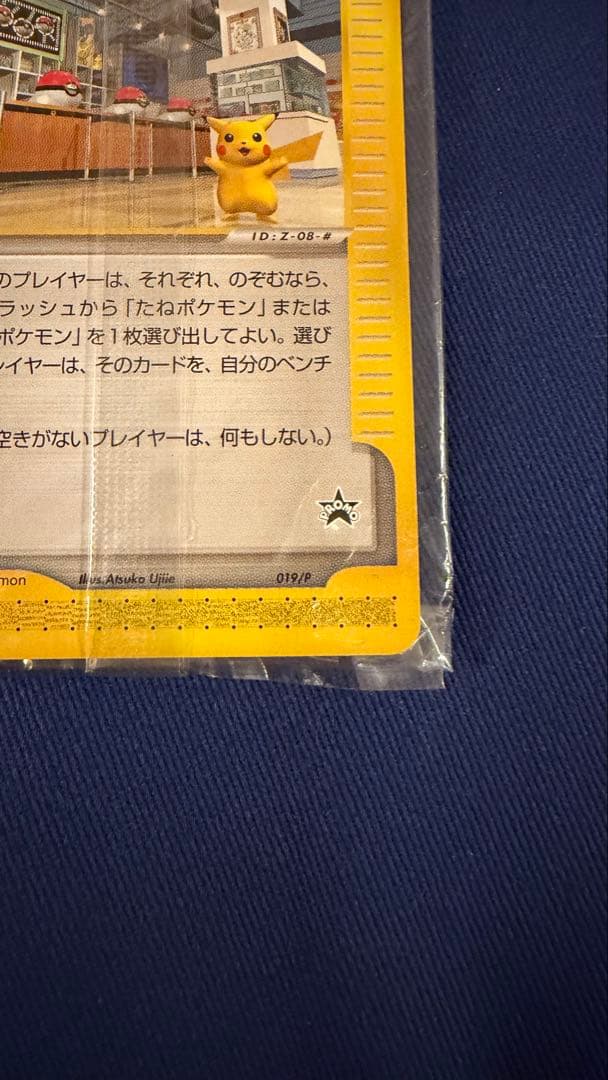 ID:Z-08-#
のプレイヤーは、それぞれ、のぞむなら、
ラッシュから「たねポケモン」または
ポケモン」を1枚選び出してよい。選び
レイヤーは、そのカードを、自分のベンチ
空きがないプレイヤーは、何もしない。）
PROMO
mon Illus.Atsuko Ujiie 019/P